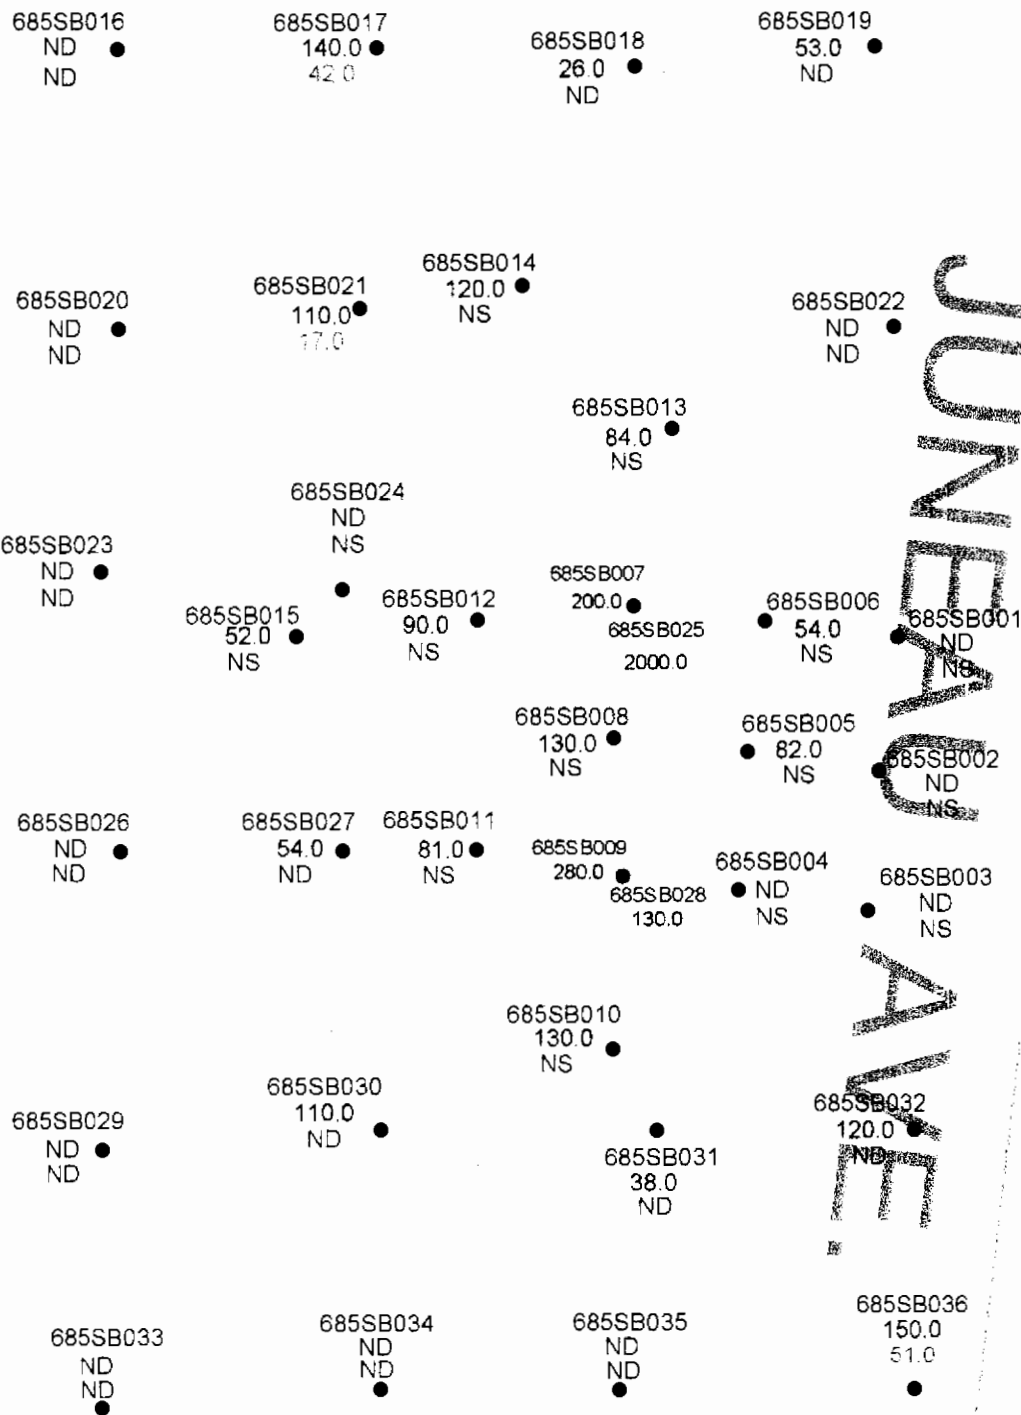 685SB016
ND
ND
685SB017
140.0
42.0
685SB018
26.0
ND
685SB019
53.0
ND
685SB020
ND
ND
685SB021
110.0
17.0
685SB014
120.0
NS
685SB022
ND
ND
685SB013
84.0
NS
685SB024
ND
NS
685SB023
ND
ND
685SB015
52.0
NS
685SB012
90.0
NS
685SB007
200.0
685SB025
2000.0
685SB006
54.0
NS
685SB001
ND
NS
685SB008
130.0
NS
685SB005
82.0
NS
685SB002
ND
NS
685SB026
ND
ND
685SB027
54.0
ND
685SB011
81.0
NS
685SB009
280.0
685SB028
130.0
685SB004
ND
NS
685SB003
ND
NS
685SB010
130.0
NS
685SB029
ND
ND
685SB030
110.0
ND
685SB031
38.0
ND
685SB032
120.0
ND
685SB033
ND
ND
685SB034
ND
ND
685SB035
ND
ND
685SB036
150.0
51.0
JUNEAU AVE.